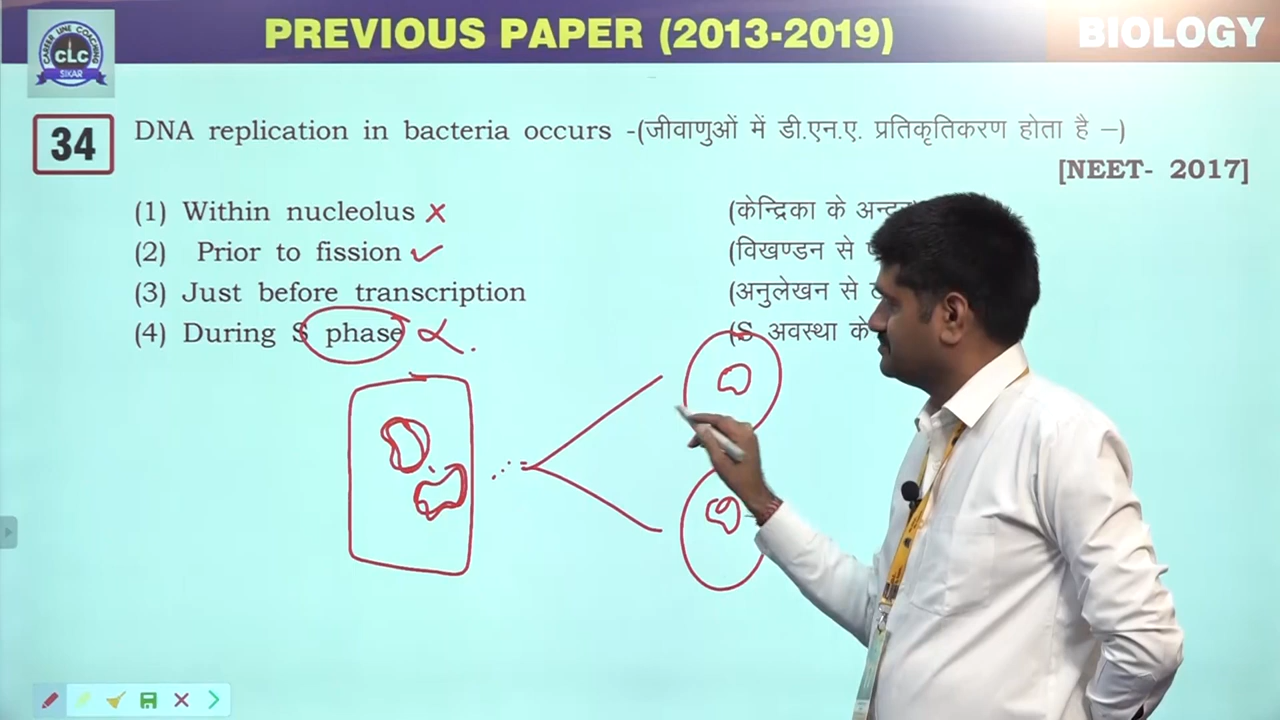 PREVIOUS PAPER (2013-2019)
BIOLOGY
CAREER LINE COACHING
CLC
SIKAR
34
DNA replication in bacteria occurs -(जीवाणुओं में डी.एन.ए. प्रतिकृतिकरण होता है –)
[NEET- 2017]
(1) Within nucleolus (केन्द्रिका के
(2) Prior to fission (विखण्डन से
(3) Just before transcription (अनुलेखन से
(4) During S phase (S अवस्था के